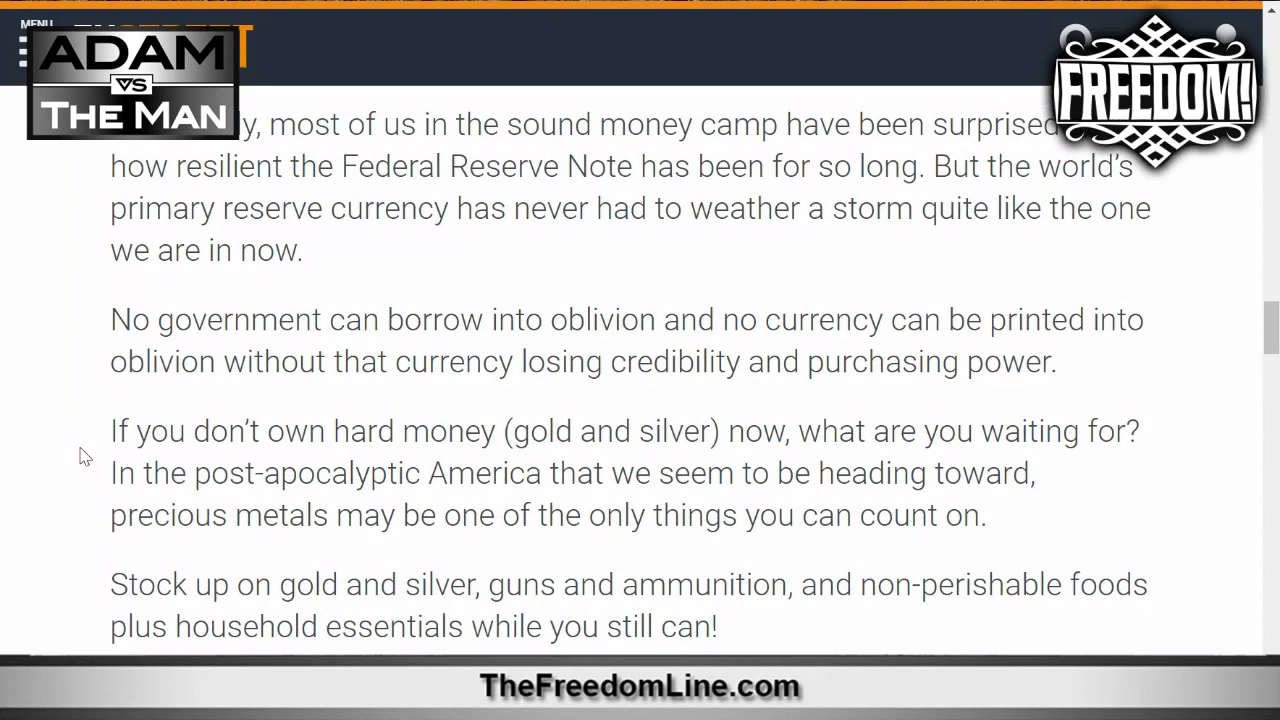 MENU
ADAM
VS
THE MAN
FREEDOM!
most of us in the sound money camp have been surprised
how resilient the Federal Reserve Note has been for so long. But the world’s
primary reserve currency has never had to weather a storm quite like the one
we are in now.
No government can borrow into oblivion and no currency can be printed into
oblivion without that currency losing credibility and purchasing power.
If you don’t own hard money (gold and silver) now, what are you waiting for?
In the post-apocalyptic America that we seem to be heading toward,
precious metals may be one of the only things you can count on.
Stock up on gold and silver, guns and ammunition, and non-perishable foods
plus household essentials while you still can!
TheFreedomLine.com